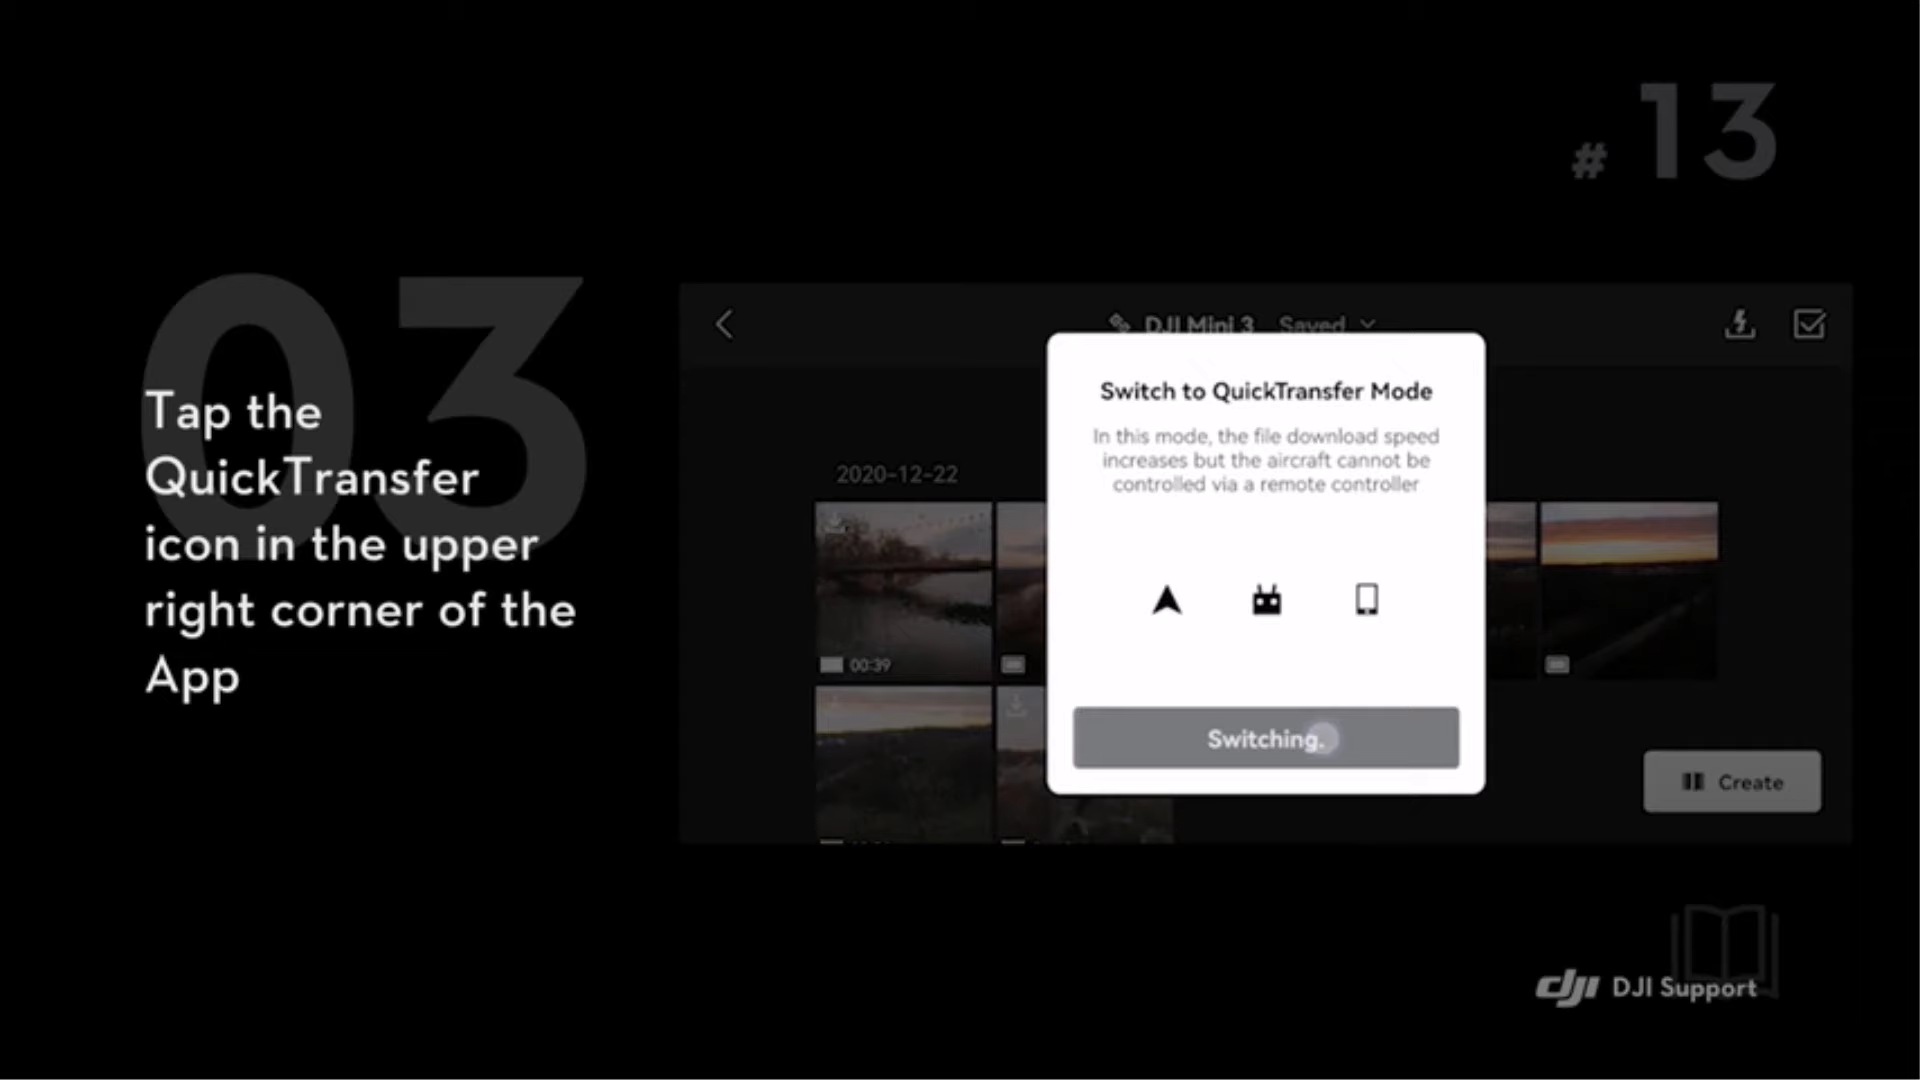 # 13
03
Tap the
QuickTransfer
icon in the upper
right corner of the
App
DJI Mini 3 Saved
Switch to QuickTransfer Mode
In this mode, the file download speed
increases but the aircraft cannot be
controlled via a remote controller
2020-12-22
00:39
Switching.
Create
dji DJI Support